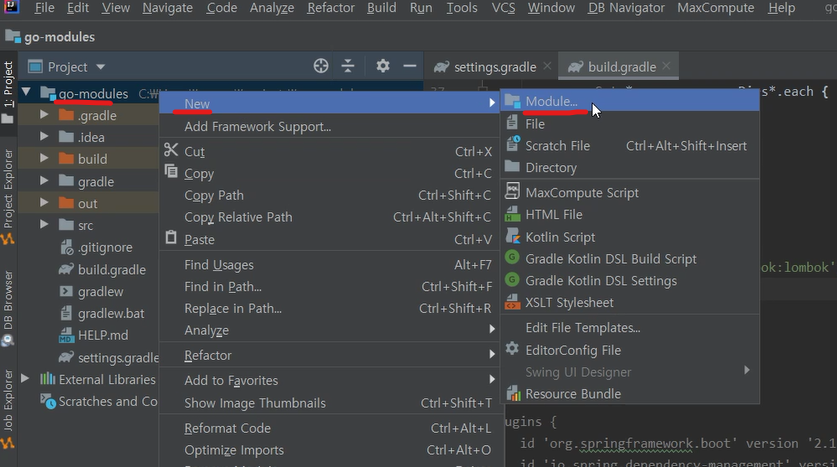 File Edit View Navigate Code Analyze Refactor Build Run Tools VCS Window DB Navigator MaxCompute Help
go-modules
Project
settings.gradle
build.gradle
1: Project
Project Explorer
DB Browser
Job Explorer
go-modules
.gradle
.idea
build
gradle
out
src
.gitignore
build.gradle
gradlew
gradlew.bat
HELP.md
settings.gradle
External Libraries
Scratches and Co
New
Add Framework Support...
Cut Ctrl+X
Copy Ctrl+C
Copy Path Ctrl+Shift+C
Copy Relative Path Ctrl+Alt+Shift+C
Paste Ctrl+V
Find Usages Alt+F7
Find in Path... Ctrl+Shift+F
Replace in Path... Ctrl+Shift+R
Analyze
Refactor
Add to Favorites
Show Image Thumbnails Ctrl+Shift+T
Reformat Code Ctrl+Alt+L
Optimize Imports Ctrl+Alt+O
Module...
File
Scratch File Ctrl+Alt+Shift+Insert
Directory
MaxCompute Script
HTML File
Kotlin Script
Gradle Kotlin DSL Build Script
Gradle Kotlin DSL Settings
XSLT Stylesheet
Edit File Templates...
EditorConfig File
Swing UI Designer
Resource Bundle
.each {
ok:lombok'
ugins {
id 'org.springframework.boot' version '2.1
id 'io.spring.dependency-management' version